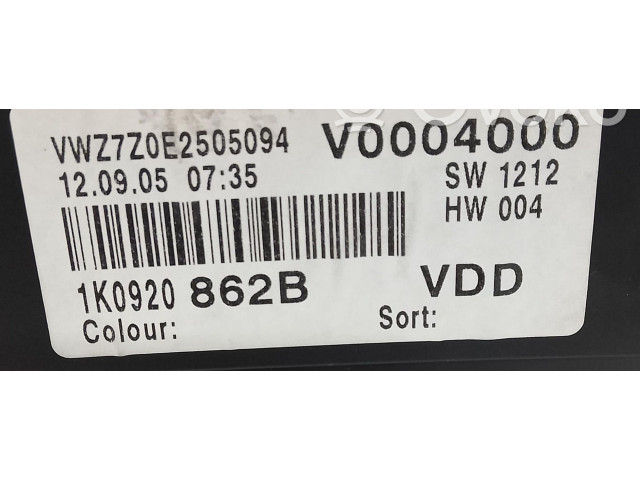 VWZ7Z0E2505094 V0004000
12.09.05 07:35 SW 1212
HW 004
1K0920 862B VDD
Colour: Sort: